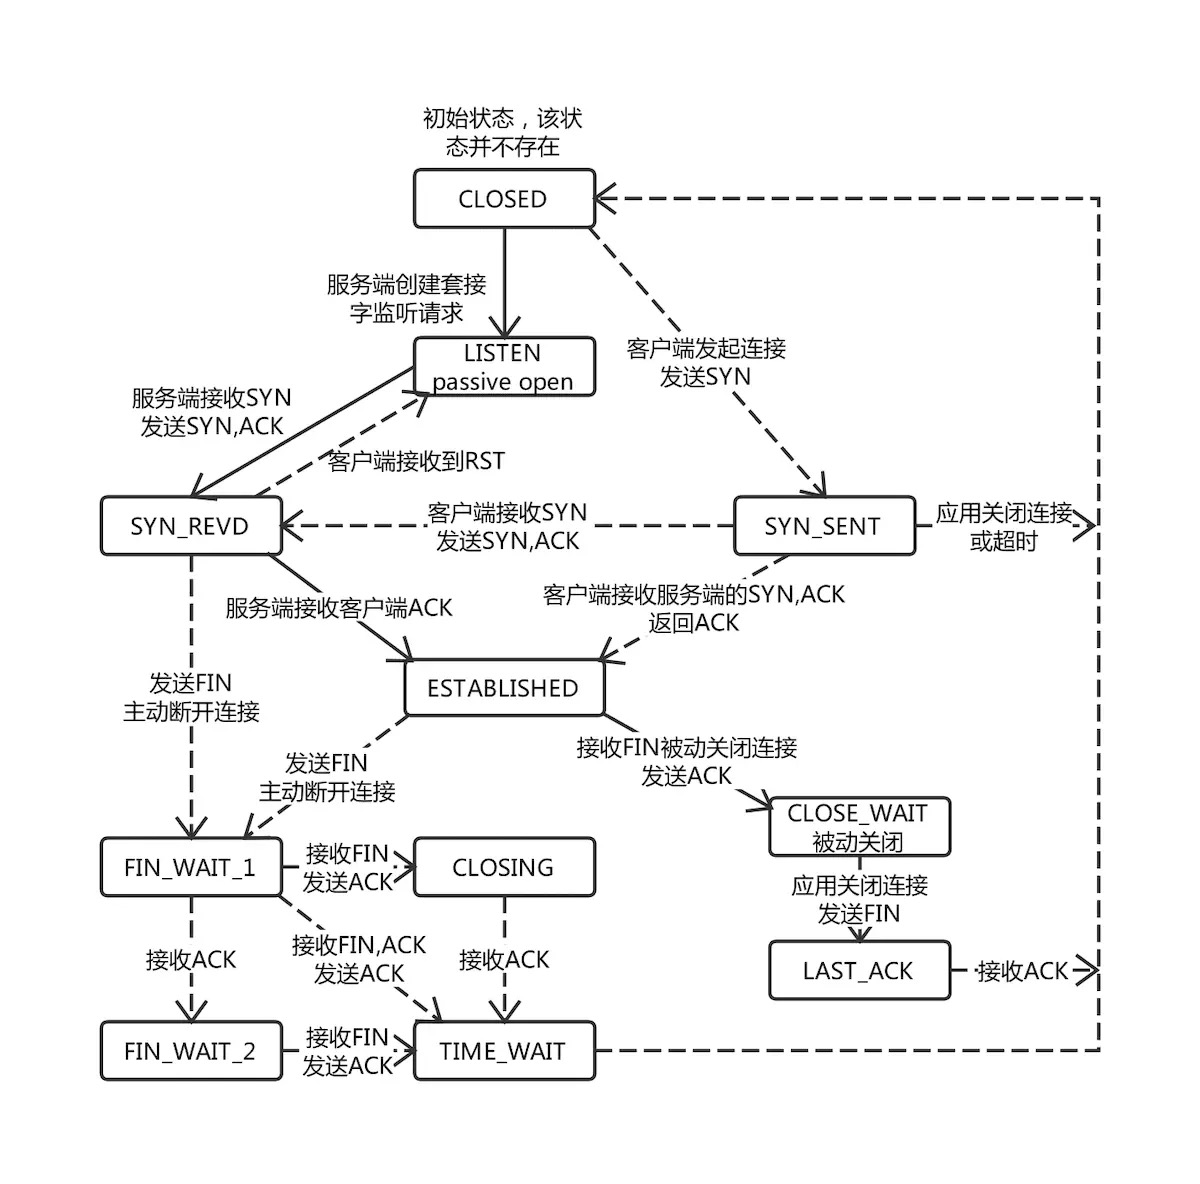 初始状态，该状
态并不存在
CLOSED
服务端创建套接
字监听请求
LISTEN
passive open
客户端发起连接
发送SYN
服务端接收SYN
发送SYN,ACK
客户端接收到RST
SYN_REVD
客户端接收SYN
发送SYN,ACK
SYN_SENT
应用关闭连接
或超时
服务端接收客户端ACK
客户端接收服务端的SYN,ACK
返回ACK
ESTABLISHED
发送FIN
主动断开连接
发送FIN
主动断开连接
接收FIN被动关闭连接
发送ACK
CLOSE_WAIT
被动关闭
FIN_WAIT_1
接收FIN
发送ACK
CLOSING
应用关闭连接
发送FIN
接收ACK
接收FIN,ACK
发送ACK
接收ACK
LAST_ACK
接收ACK
FIN_WAIT_2
接收FIN
发送ACK
TIME_WAIT